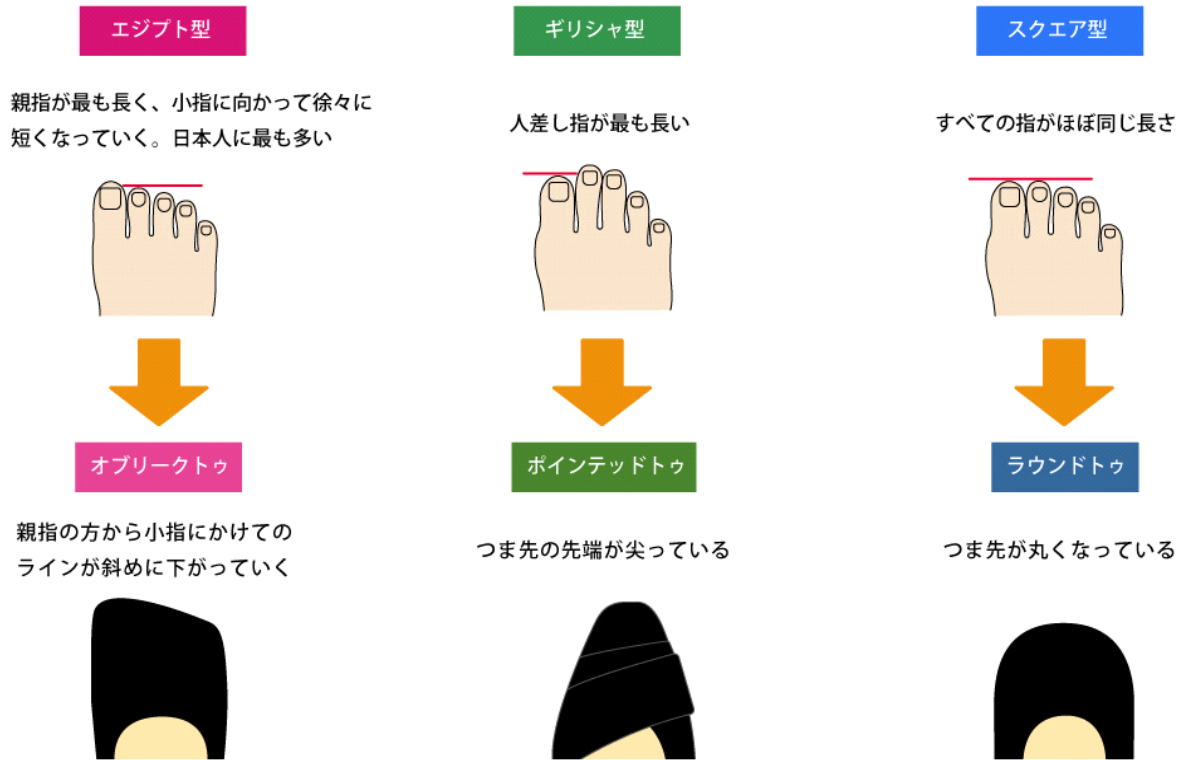 エジプト型
ギリシャ型
スクエア型
親指が最も長く、小指に向かって徐々に
短くなっていく。日本人に最も多い
人差し指が最も長い
すべての指がほぼ同じ長さ
オブリークトゥ
ポインテッドトゥ
ラウンドトゥ
親指の方から小指にかけての
ラインが斜めに下がっていく
つま先の先端が尖っている
つま先が丸くなっている